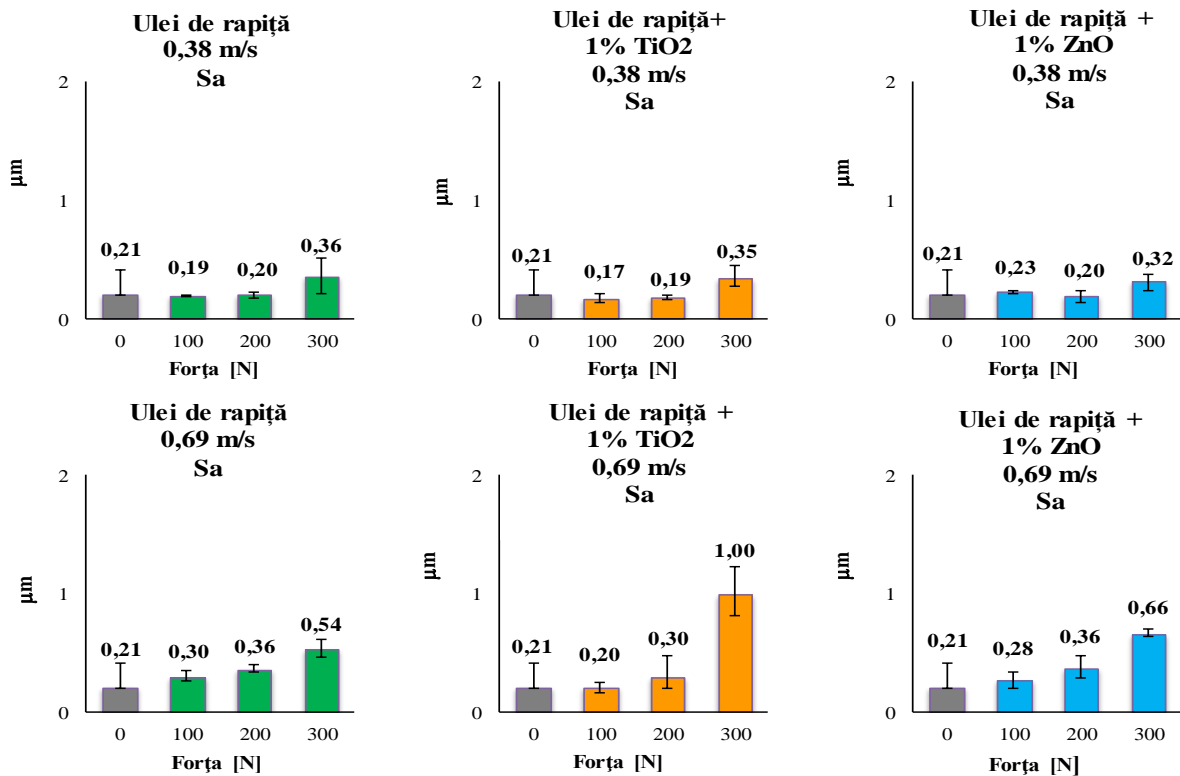 Ulei de rapiță
0,38 m/s
Sa
2
1
0
μm
0,21
0,19
0,20
0,36
0
100
200
300
Forţa [N]
Ulei de rapiță+
1% TiO2
0,38 m/s
Sa
2
1
0
μm
0,21
0,17
0,19
0,35
0
100
200
300
Forţa [N]
Ulei de rapiță +
1% ZnO
0,38 m/s
Sa
2
1
0
μm
0,21
0,23
0,20
0,32
0
100
200
300
Forţa [N]
Ulei de rapiță
0,69 m/s
Sa
2
1
0
μm
0,21
0,30
0,36
0,54
0
100
200
300
Forţa [N]
Ulei de rapiță +
1% TiO2
0,69 m/s
Sa
2
1
0
μm
0,21
0,20
0,30
1,00
0
100
200
300
Forţa [N]
Ulei de rapiță +
1% ZnO
0,69 m/s
Sa
2
1
0
μm
0,21
0,28
0,36
0,66
0
100
200
300
Forţa [N]